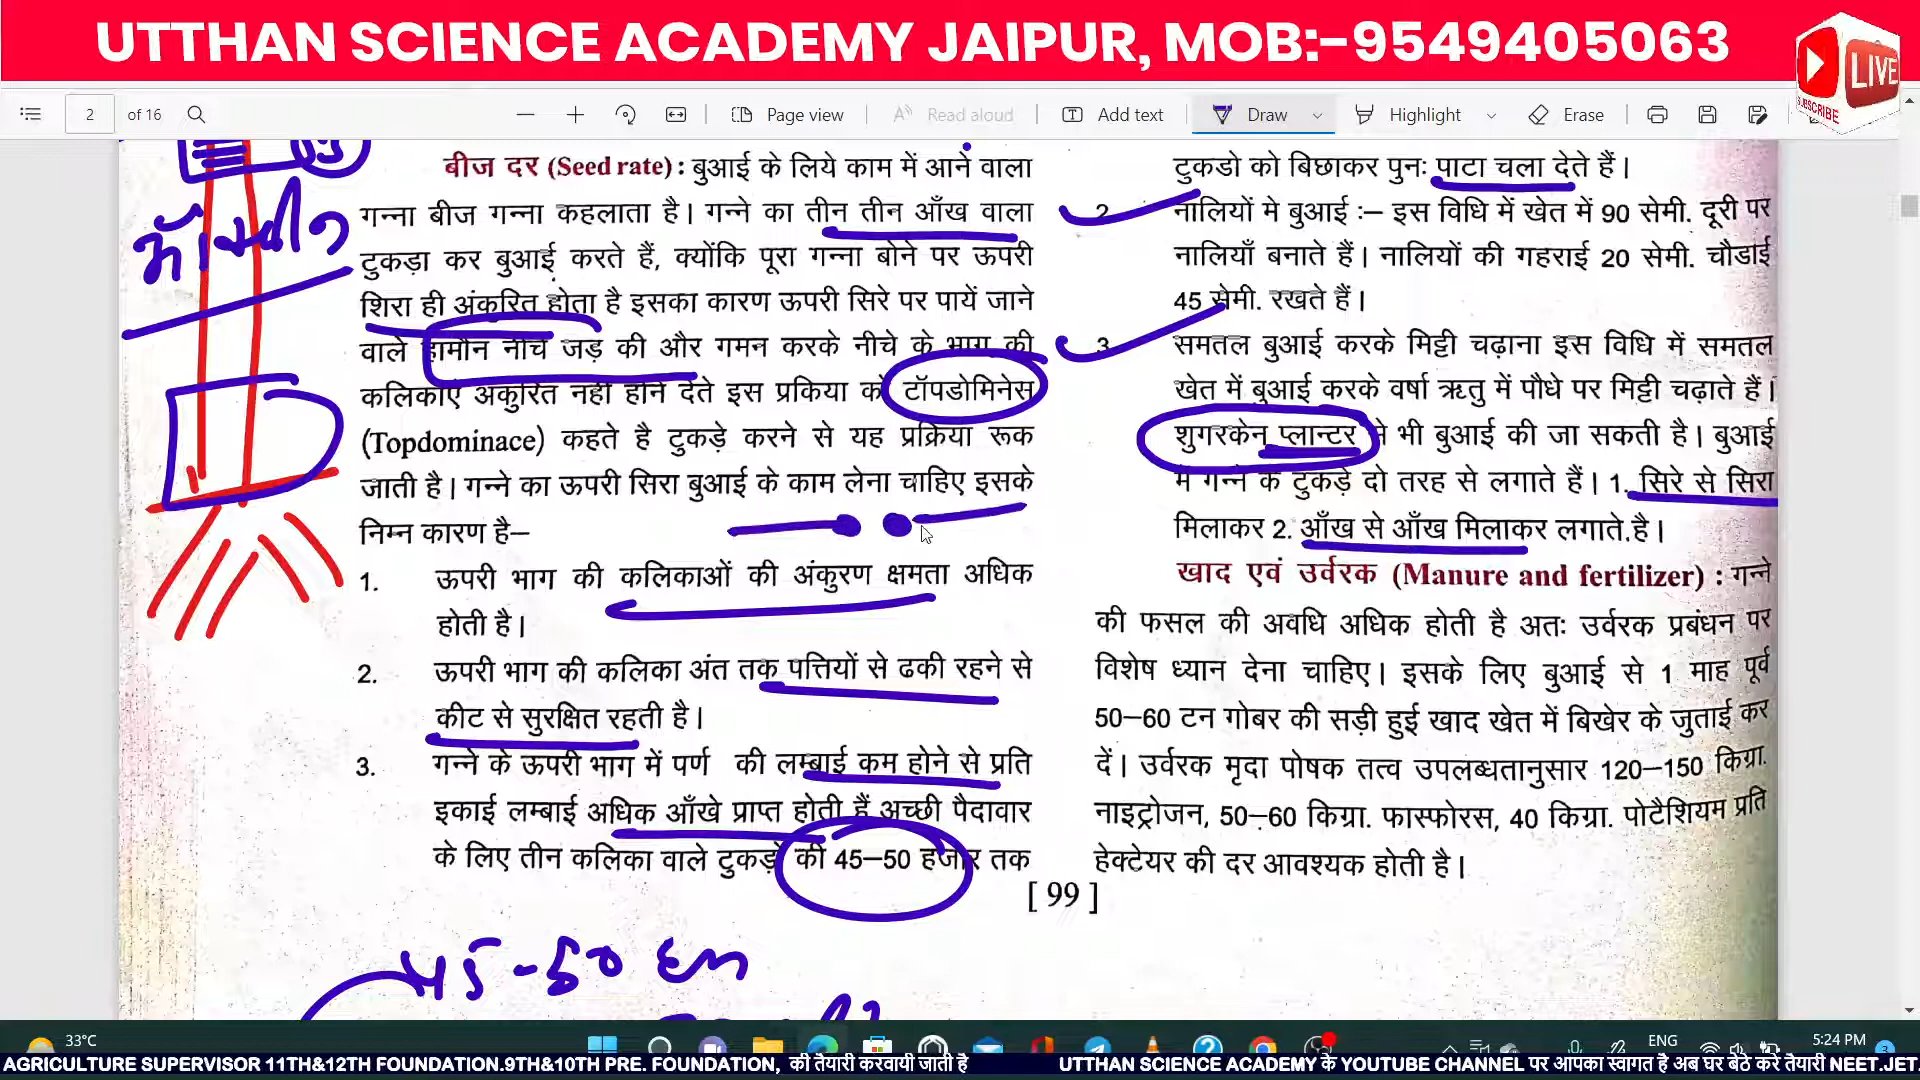 UTTHAN SCIENCE ACADEMY JAIPUR, MOB:-9549405063
LIVE
SUBSCRIBE
2 of 16
Page view
Read aloud
Add text
Draw
Highlight
Erase
बीज दर (Seed rate) : बुआई के लिये काम में आने वाला
गन्ना बीज गन्ना कहलाता है। गन्ने का तीन तीन आँख वाला
टुकड़ा कर बुआई करते हैं, क्योंकि पूरा गन्ना बोने पर ऊपरी
शिरा ही अंकुरित होता है इसका कारण ऊपरी सिरे पर पायें जाने
वाले हार्मोन नीचे जड़ की और गमन करके नीचे के भाग की
कलिकाएं अंकुरित नहीं होने देते इस प्रकिया को टॉपडोमिनेस
(Topdominace) कहते है टुकड़े करने से यह प्रक्रिया रूक
जाती है। गन्ने का ऊपरी सिरा बुआई के काम लेना चाहिए इसके
निम्न कारण है–
1. ऊपरी भाग की कलिकाओं की अंकुरण क्षमता अधिक
होती है।
2. ऊपरी भाग की कलिका अंत तक पत्तियों से ढकी रहने से
कीट से सुरक्षित रहती है।
3. गन्ने के ऊपरी भाग में पर्ण की लम्बाई कम होने से प्रति
इकाई लम्बाई अधिक आँखे प्राप्त होती हैं अच्छी पैदावार
के लिए तीन कलिका वाले टुकड़ो की 45–50 हजार तक
45-50
टुकडो को बिछाकर पुनः पाटा चला देते हैं।
2. नालियों मे बुआई :– इस विधि में खेत में 90 सेमी. दूरी पर
नालियाँ बनाते हैं। नालियों की गहराई 20 सेमी. चौडाई
45 सेमी. रखते हैं।
3. समतल बुआई करके मिट्टी चढ़ाना इस विधि में समतल
खेत में बुआई करके वर्षा ऋतु में पौधे पर मिट्टी चढ़ाते हैं।
शुगरकेन प्लान्टर से भी बुआई की जा सकती है। बुआई
में गन्ने के टुकड़े दो तरह से लगाते हैं। 1. सिरे से सिरा
मिलाकर 2. आँख से आँख मिलाकर लगाते.है।
खाद एवं उर्वरक (Manure and fertilizer) : गन्ने
की फसल की अवधि अधिक होती है अतः उर्वरक प्रबंधन पर
विशेष ध्यान देना चाहिए। इसके लिए बुआई से 1 माह पूर्व
50–60 टन गोबर की सड़ी हुई खाद खेत में बिखेर के जुताई कर
दें। उर्वरक मृदा पोषक तत्व उपलब्धतानुसार 120–150 किग्रा.
नाइट्रोजन, 50–60 किग्रा. फास्फोरस, 40 किग्रा. पोटैशियम प्रति
हेक्टेयर की दर आवश्यक होती है।
[ 99 ]
33°C
ENG
5:24 PM
AGRICULTURE SUPERVISOR 11TH&12TH FOUNDATION.9TH&10TH PRE. FOUNDATION, की तैयारी करवायी जाती है
UTTHAN SCIENCE ACADEMY के YOUTUBE CHANNEL पर आपका स्वागत है अब घर बेठे करे तैयारी NEET.JET.